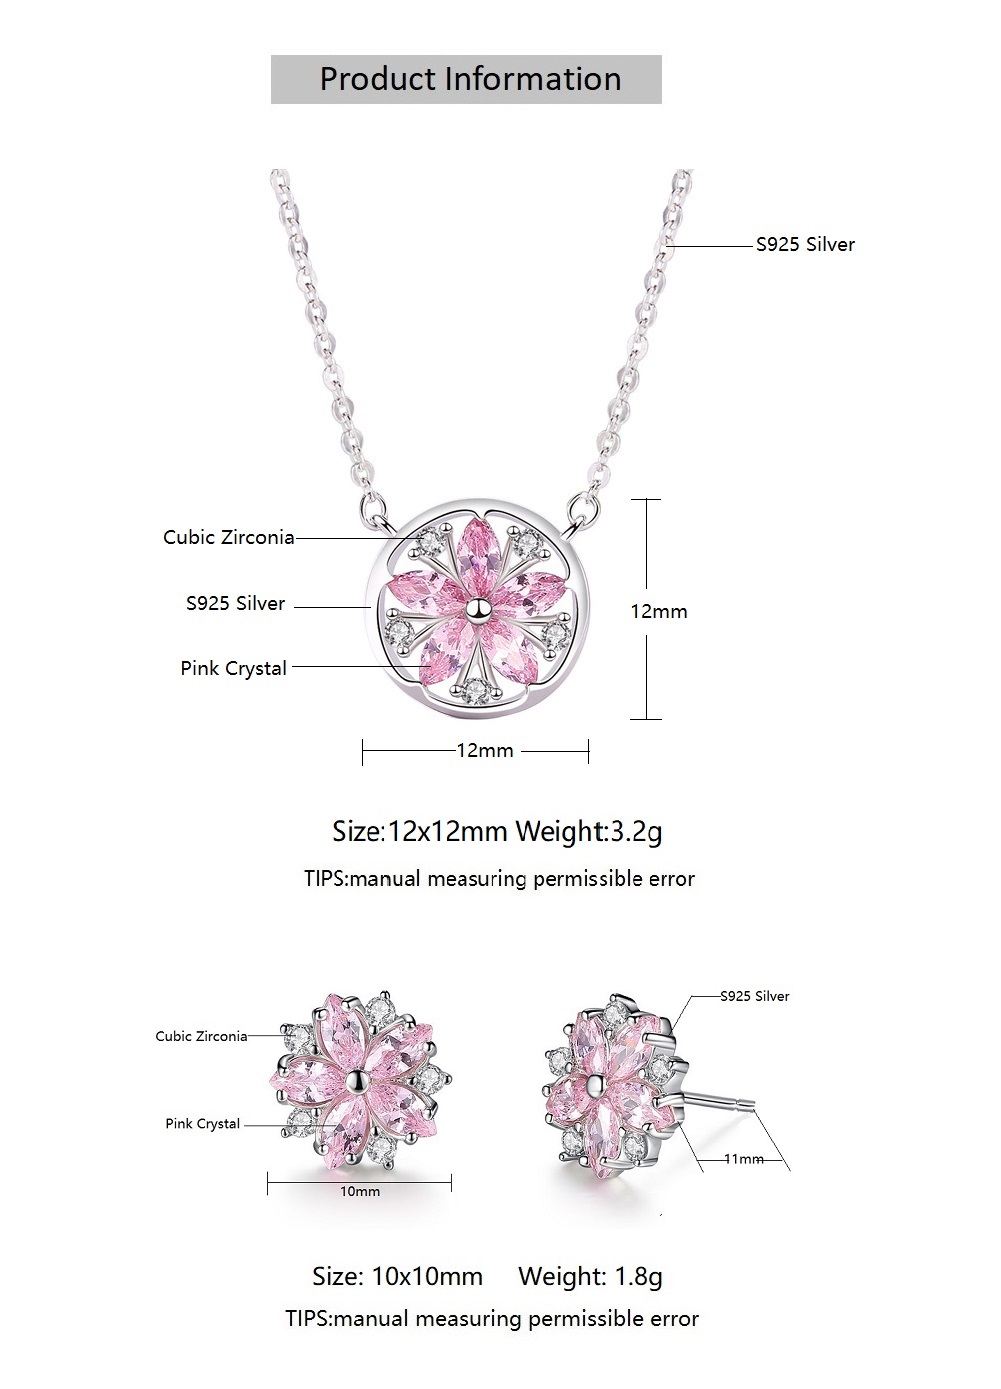 Product Information
S925 Silver
Cubic Zirconia
S925 Silver
Pink Crystal
12mm
12mm
Size:12x12mm Weight:3.2g
TIPS:manual measuring permissible error
S925 Silver
Cubic Zirconia
Pink Crystal
11mm
10mm
Size: 10x10mm Weight: 1.8g
TIPS:manual measuring permissible error